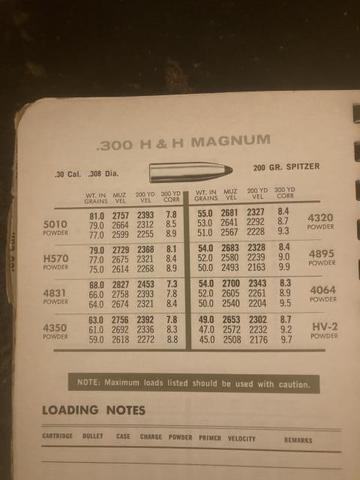 .300 H & H MAGNUM
.30 Cal. .308 Dia. 200 GR. SPITZER
WT. IN GRAINS MUZ VEL 200 YD VEL 300 YD CORR WT. IN GRAINS MUZ VEL 200 YD VEL 300 YD CORR
5010 POWDER 81.0 2757 2393 7.8 55.0 2681 2327 8.4 4320 POWDER
79.0 2664 2312 8.5 53.0 2641 2292 8.7
77.0 2599 2255 8.9 51.0 2567 2228 9.3
H570 POWDER 79.0 2729 2368 8.1 54.0 2683 2328 8.4 4895 POWDER
77.0 2675 2321 8.4 52.0 2580 2239 9.0
75.0 2614 2268 8.9 50.0 2493 2163 9.9
4831 POWDER 68.0 2827 2453 7.3 54.0 2700 2343 8.3 4064 POWDER
66.0 2758 2393 7.8 52.0 2605 2261 8.9
64.0 2674 2321 8.4 50.0 2540 2204 9.5
4350 POWDER 63.0 2756 2392 7.8 49.0 2653 2302 8.7 HV-2 POWDER
61.0 2692 2336 8.3 47.0 2572 2232 9.2
59.0 2618 2272 8.8 45.0 2508 2176 9.7
NOTE: Maximum loads listed should be used with caution.
LOADING NOTES
CARTRIDGE BULLET CASE CHARGE POWDER PRIMER VELOCITY REMARKS